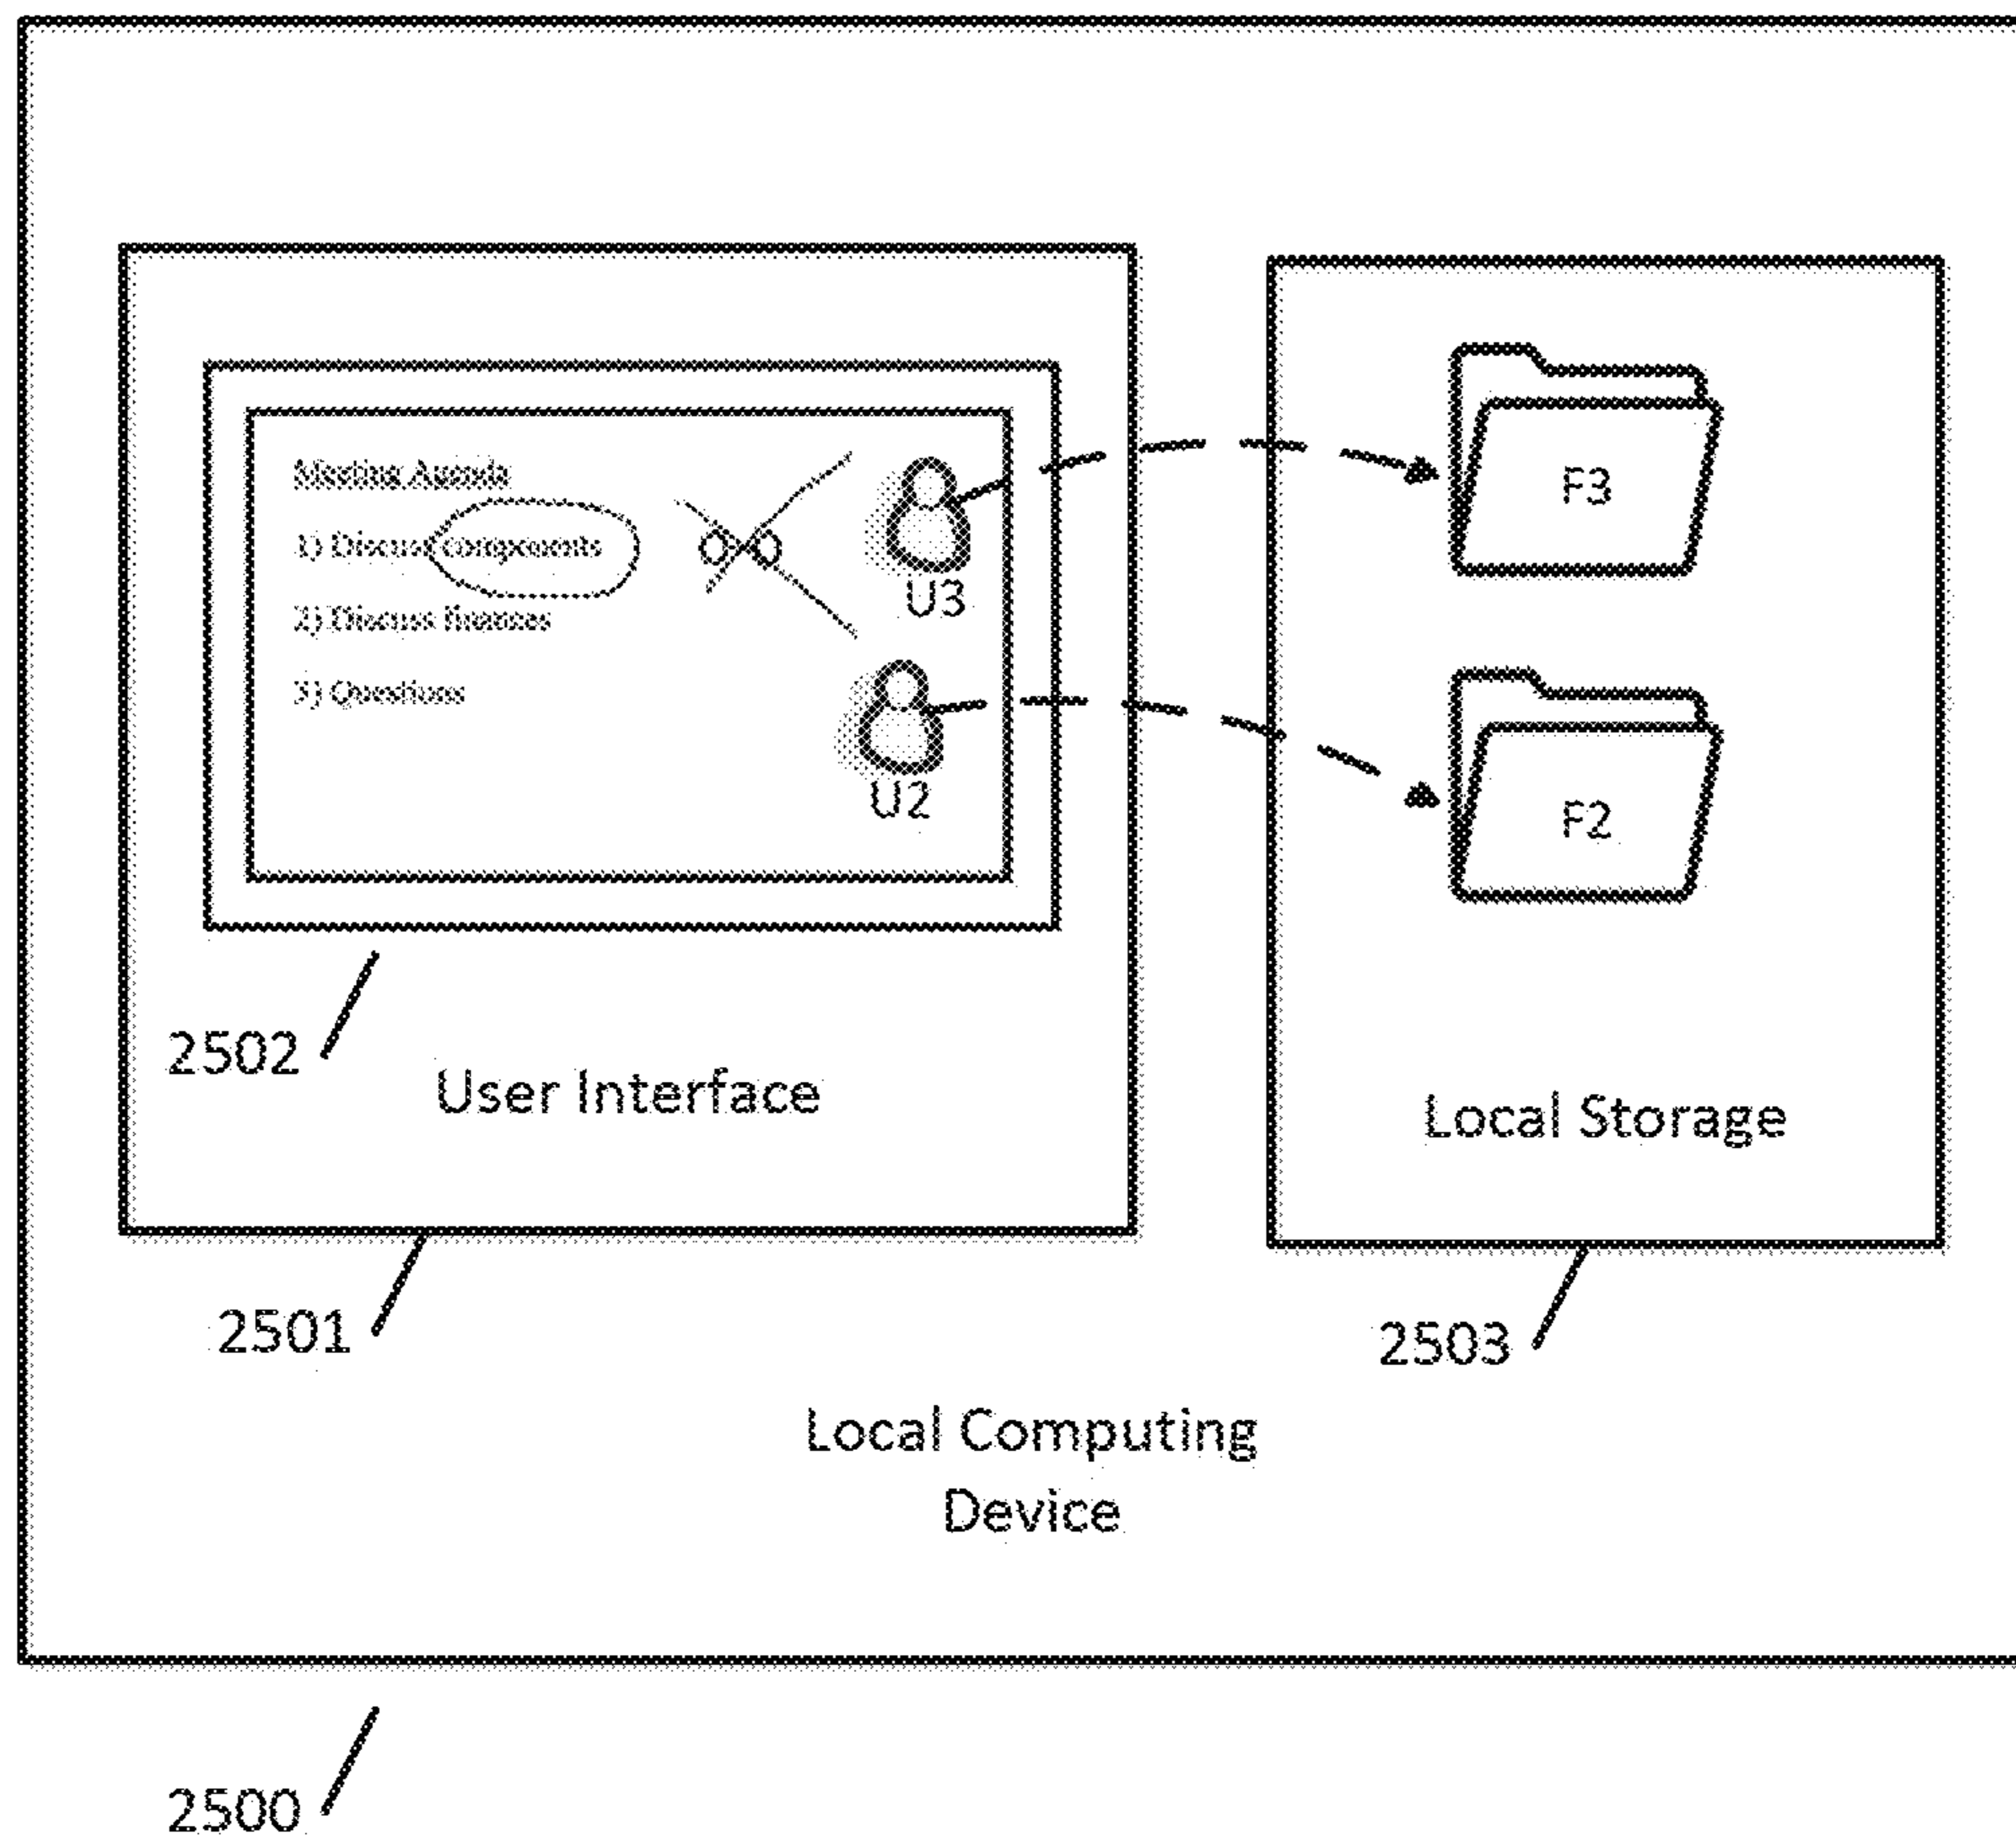 Meeting Agenda
1) Discuss components
2) Discuss finances
3) Questions
U3
U2
F3
F2
2502
User Interface
Local Storage
2501
2503
Local Computing
Device
2500